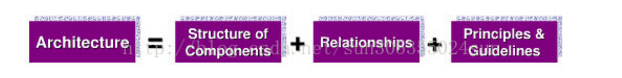 Architecture = Structure of Components + Relationships + Principles & Guidelines